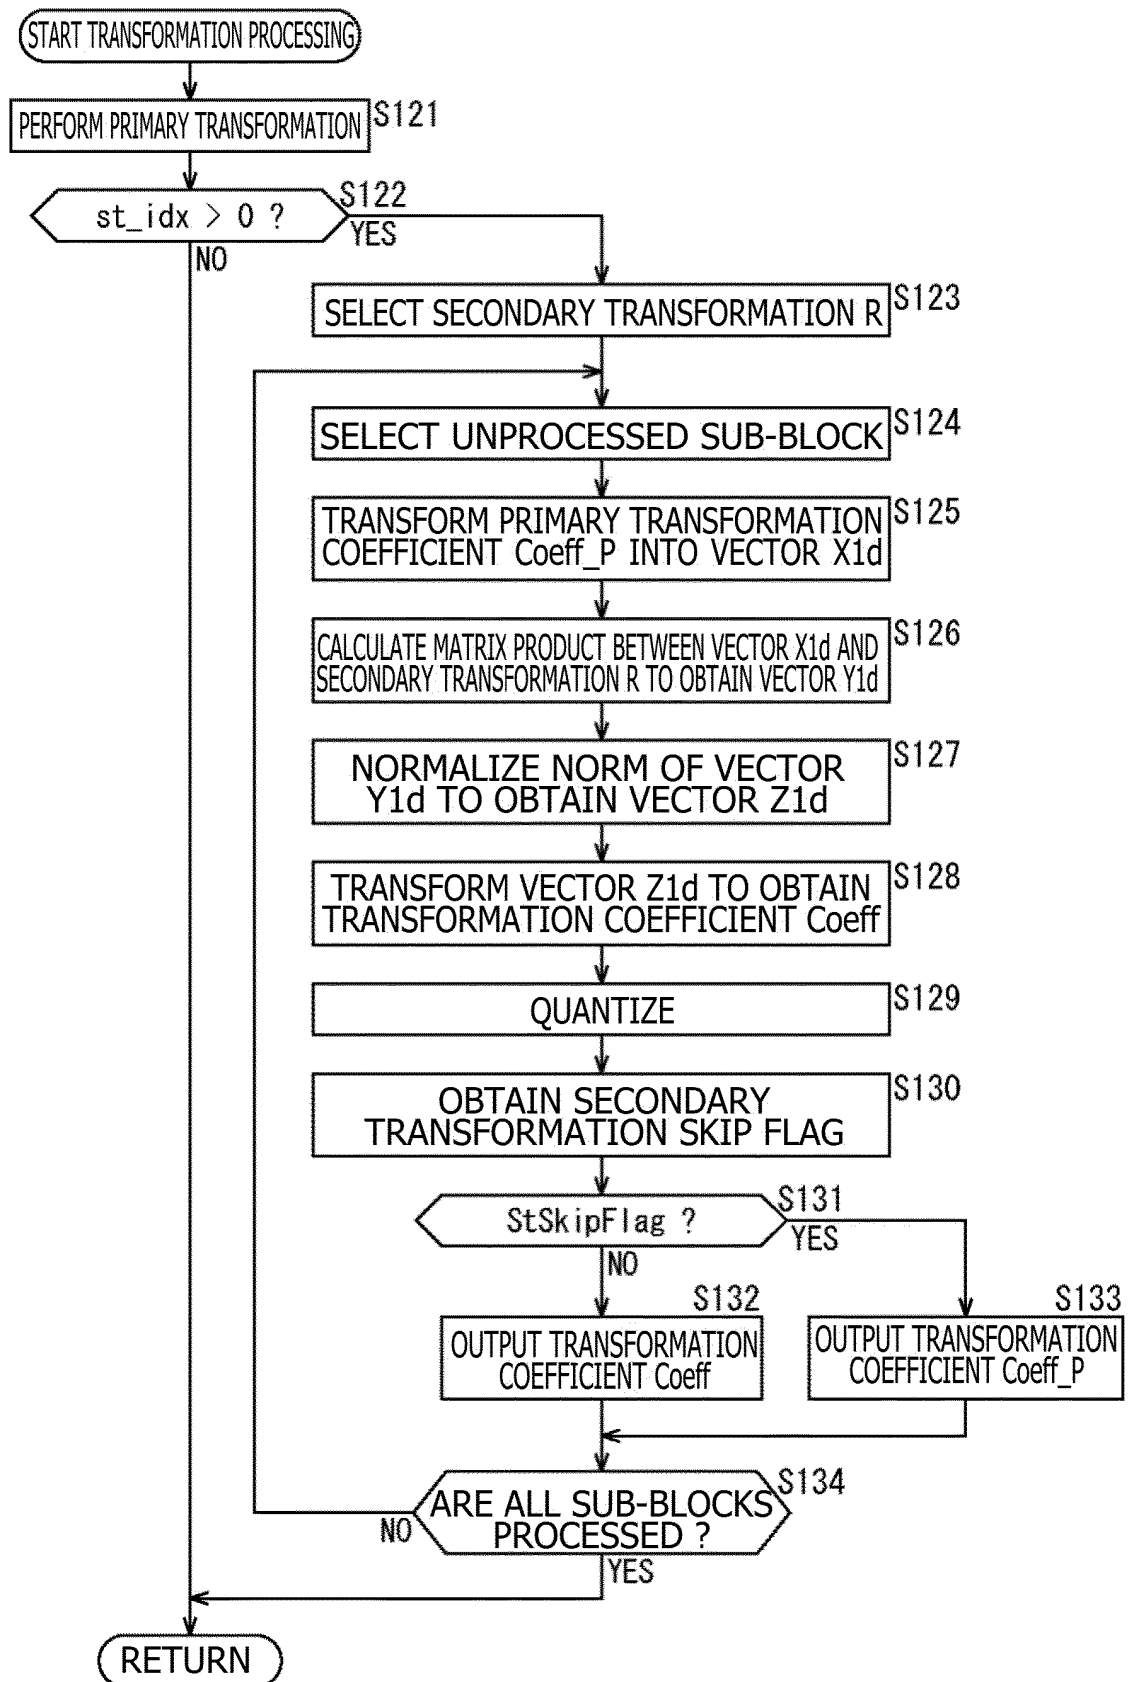 START TRANSFORMATION PROCESSING
PERFORM PRIMARY TRANSFORMATION
S121
st_idx > 0 ?
S122
YES
NO
SELECT SECONDARY TRANSFORMATION R
S123
SELECT UNPROCESSED SUB-BLOCK
S124
TRANSFORM PRIMARY TRANSFORMATION
COEFFICIENT Coeff_P INTO VECTOR X1d
S125
CALCULATE MATRIX PRODUCT BETWEEN VECTOR X1d AND
SECONDARY TRANSFORMATION R TO OBTAIN VECTOR Y1d
S126
NORMALIZE NORM OF VECTOR
Y1d TO OBTAIN VECTOR Z1d
S127
TRANSFORM VECTOR Z1d TO OBTAIN
TRANSFORMATION COEFFICIENT Coeff
S128
QUANTIZE
S129
OBTAIN SECONDARY
TRANSFORMATION SKIP FLAG
S130
StSkipFlag ?
S131
YES
NO
S132
OUTPUT TRANSFORMATION
COEFFICIENT Coeff
S133
OUTPUT TRANSFORMATION
COEFFICIENT Coeff_P
ARE ALL SUB-BLOCKS
PROCESSED ?
S134
NO
YES
RETURN